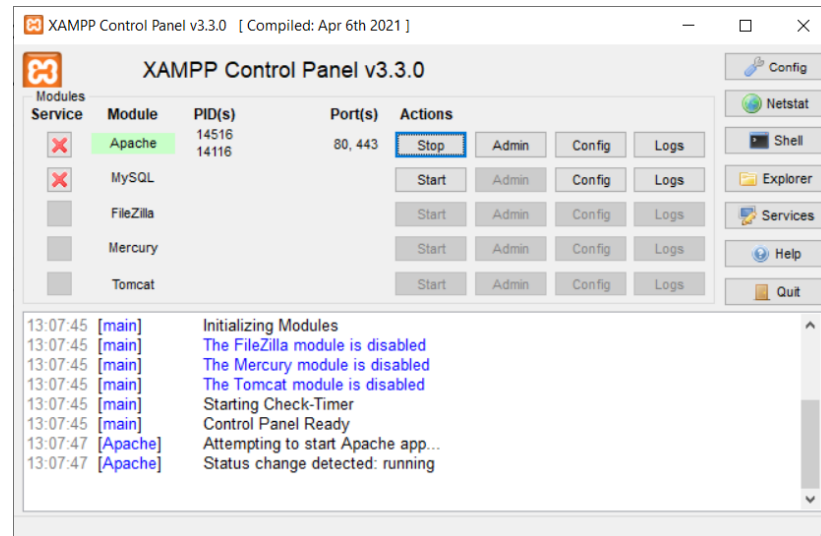 XAMPP Control Panel v3.3.0 [ Compiled: Apr 6th 2021 ]
XAMPP Control Panel v3.3.0
Config
Modules
Service Module PID(s) Port(s) Actions
Netstat
Apache 14516 14116 80, 443 Stop Admin Config Logs
Shell
MySQL Start Admin Config Logs
Explorer
FileZilla Start Admin Config Logs
Services
Mercury Start Admin Config Logs
Help
Tomcat Start Admin Config Logs
Quit
13:07:45 [main] Initializing Modules
13:07:45 [main] The FileZilla module is disabled
13:07:45 [main] The Mercury module is disabled
13:07:45 [main] The Tomcat module is disabled
13:07:45 [main] Starting Check-Timer
13:07:45 [main] Control Panel Ready
13:07:47 [Apache] Attempting to start Apache app...
13:07:47 [Apache] Status change detected: running